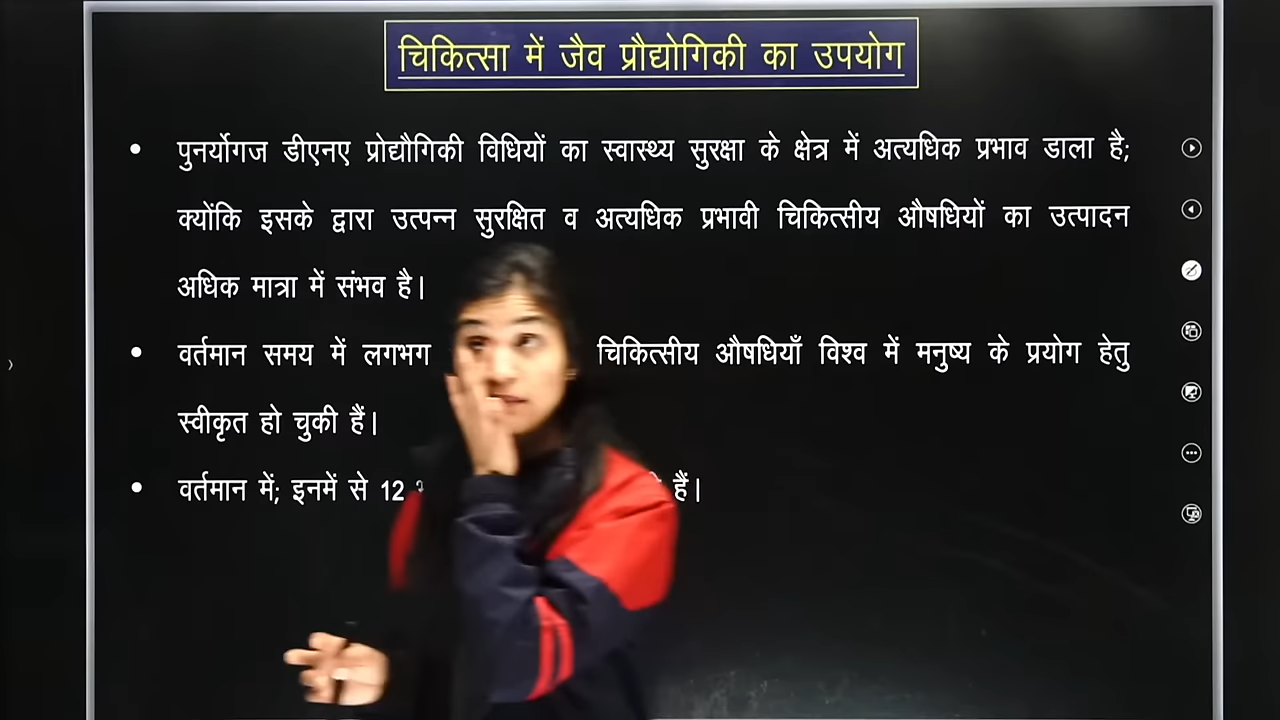 चिकित्सा में जैव प्रौद्योगिकी का उपयोग
• पुनर्योगज डीएनए प्रोद्यौगिकी विधियों का स्वास्थ्य सुरक्षा के क्षेत्र में अत्यधिक प्रभाव डाला है;
क्योंकि इसके द्वारा उत्पन्न सुरक्षित व अत्यधिक प्रभावी चिकित्सीय औषधियों का उत्पादन
अधिक मात्रा में संभव है।
• वर्तमान समय में लगभग चिकित्सीय औषधियाँ विश्व में मनुष्य के प्रयोग हेतु
स्वीकृत हो चुकी हैं।
• वर्तमान में; इनमें से 12 हैं।